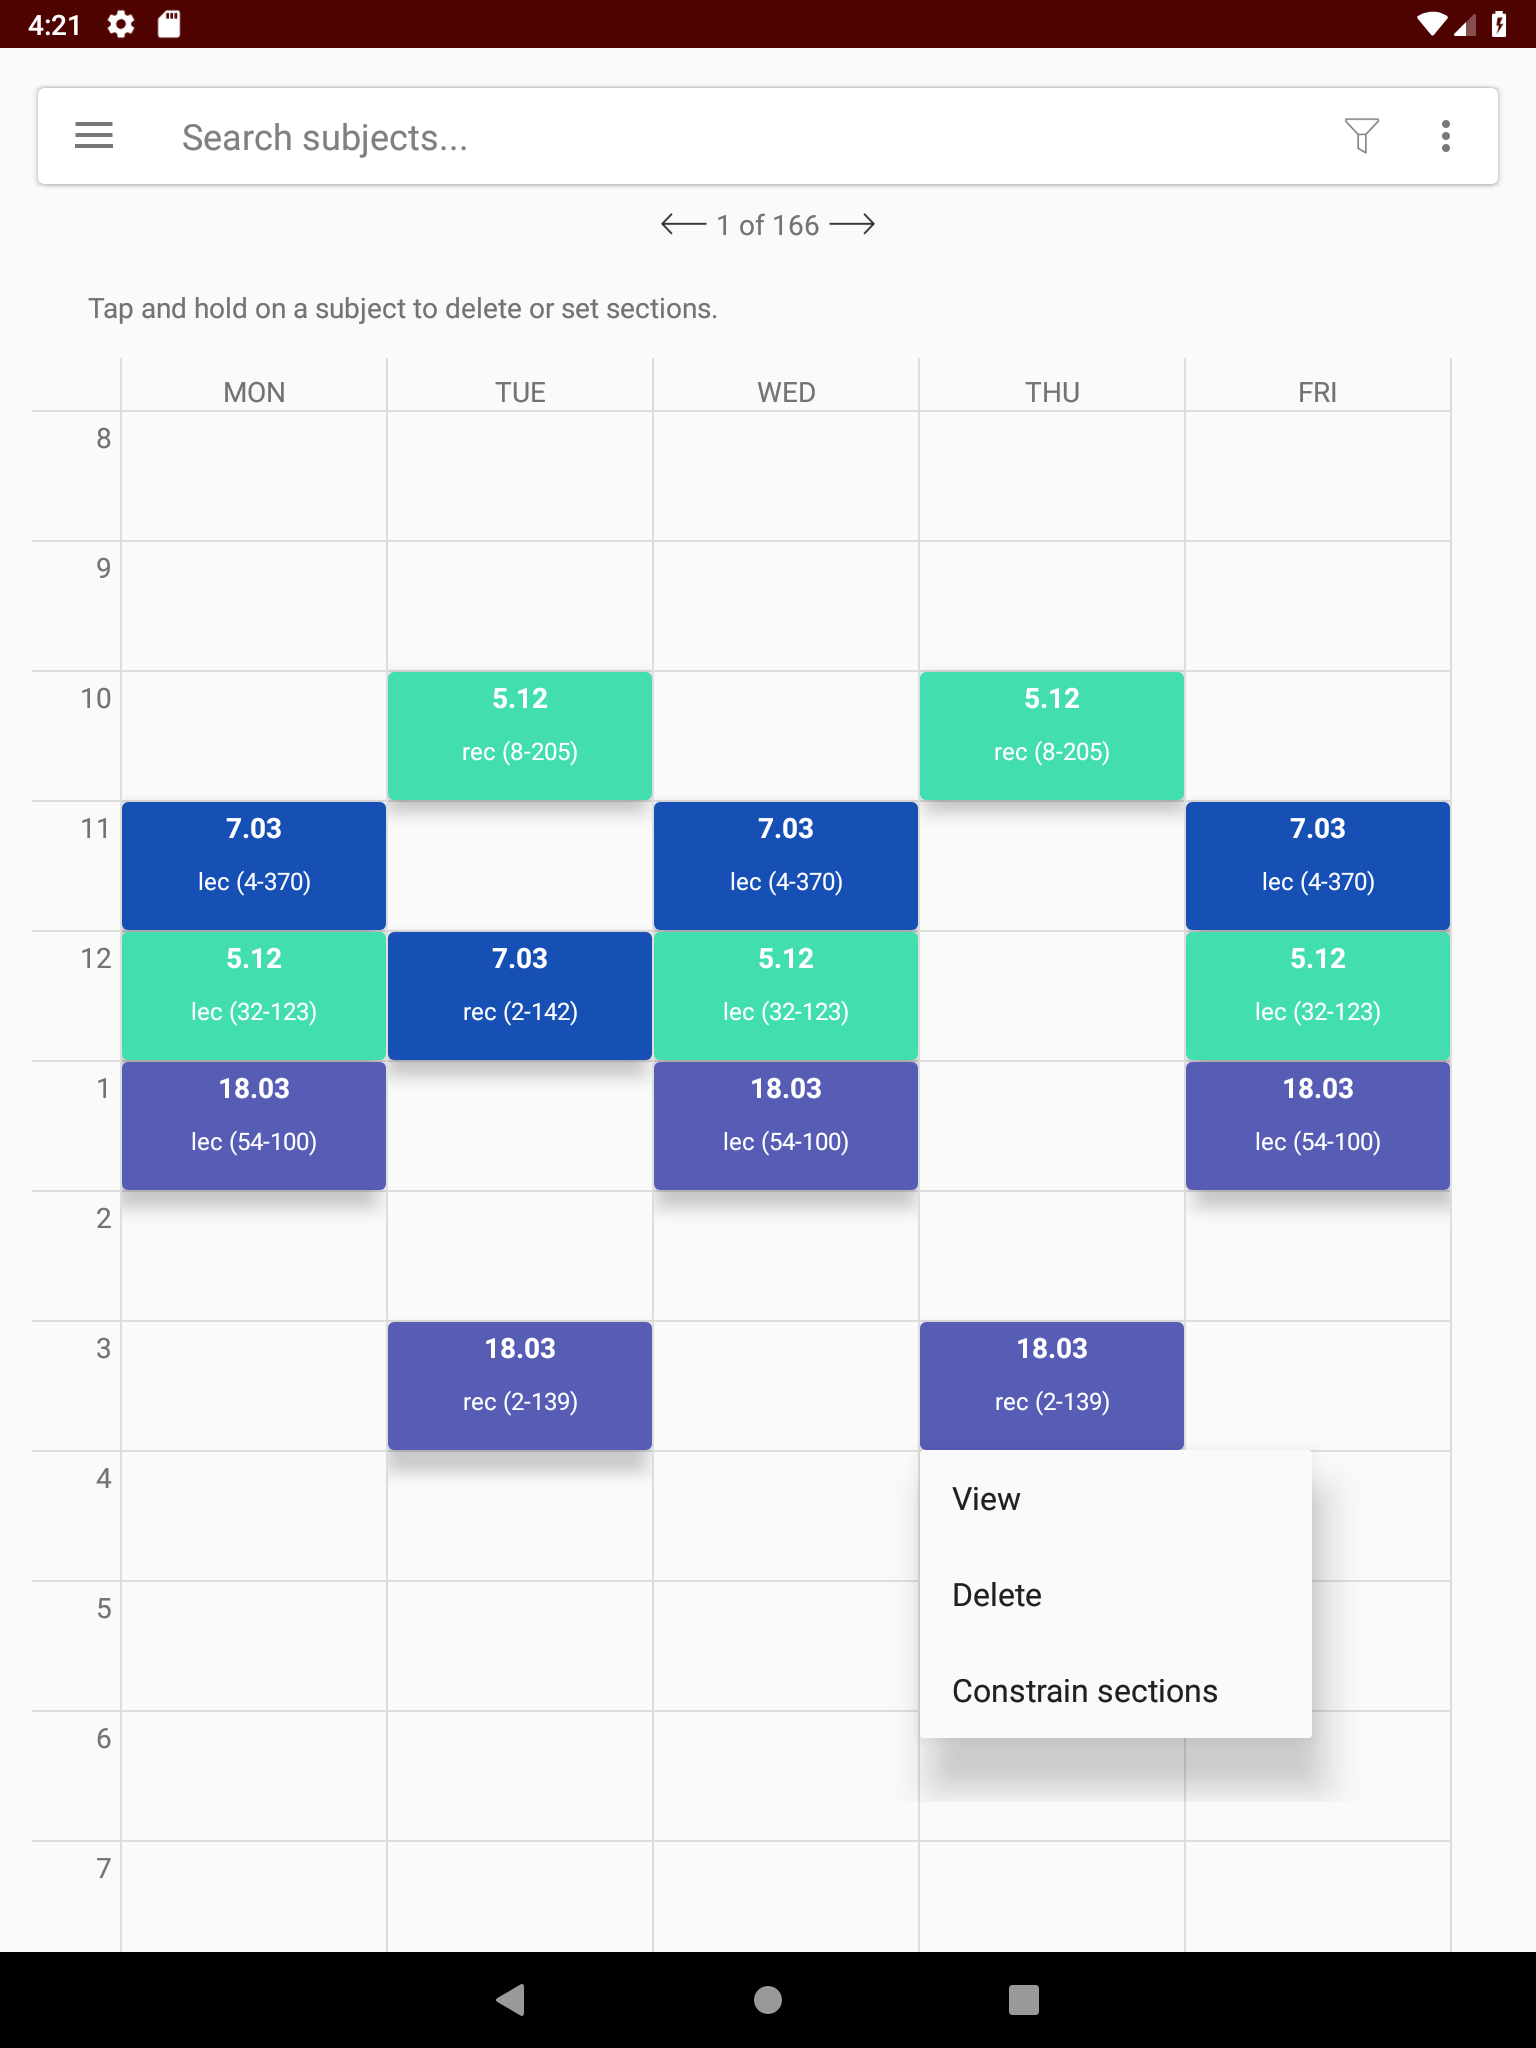 4:21
Search subjects...
1 of 166
Tap and hold on a subject to delete or set sections.
MON TUE WED THU FRI
8
9
10
5.12 5.12
rec (8-205) rec (8-205)
11
7.03 7.03 7.03
lec (4-370) lec (4-370) lec (4-370)
12
5.12 7.03 5.12 5.12
lec (32-123) rec (2-142) lec (32-123) lec (32-123)
1
18.03 18.03 18.03
lec (54-100) lec (54-100) lec (54-100)
2
3
18.03 18.03
rec (2-139) rec (2-139)
4
View
5
Delete
Constrain sections
6
7